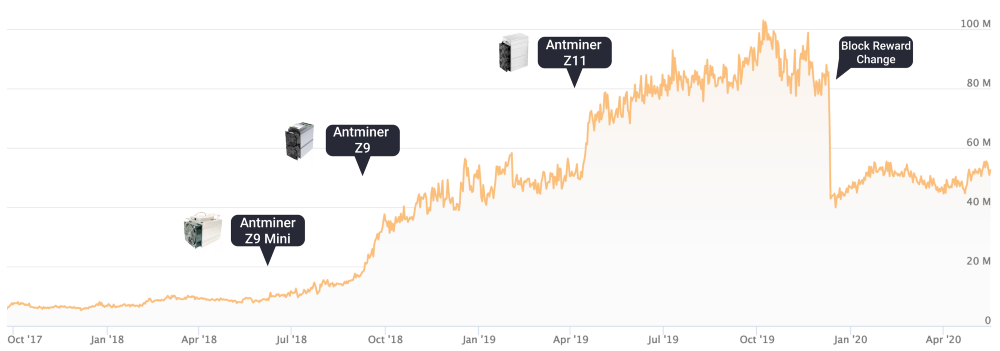 100 M
Antminer
Z11
Block Reward
Change
80 M
Antminer
Z9
60 M
40 M
Antminer
Z9 Mini
20 M
0
Oct '17
Jan '18
Apr '18
Jul '18
Oct '18
Jan '19
Apr '19
Jul '19
Oct '19
Jan '20
Apr '20